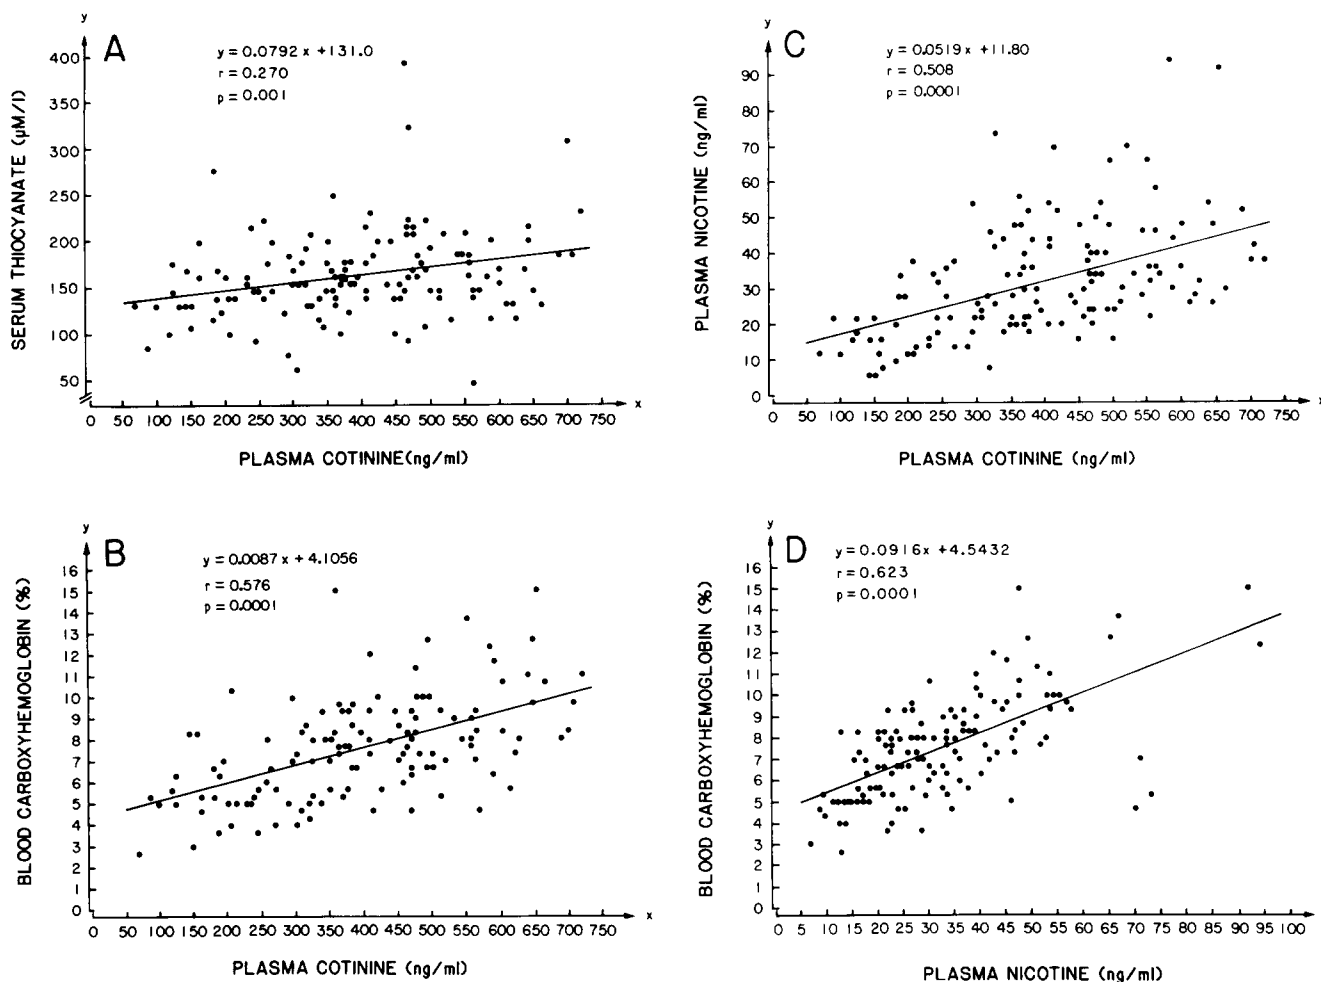 y
A
y = 0.0792 x + 131.0
r = 0.270
p = 0.001
SERUM THIOCYANATE (µM/l)
400
350
300
250
200
150
100
50
0 50 100 150 200 250 300 350 400 450 500 550 600 650 700 750 x
PLASMA COTININE(ng/ml)
y
C
y = 0.0519x + 11.80
r = 0.508
p = 0.0001
PLASMA NICOTINE (ng/ml)
90
80
70
60
50
40
30
20
10
0
0 50 100 150 200 250 300 350 400 450 500 550 600 650 700 750 x
PLASMA COTININE (ng/ml)
y
B
y = 0.0087x + 4.1056
r = 0.576
p = 0.0001
BLOOD CARBOXYHEMOGLOBIN (%)
16
15
14
13
12
11
10
9
8
7
6
5
4
3
2
1
0
0 50 100 150 200 250 300 350 400 450 500 550 600 650 700 750 x
PLASMA COTININE (ng/ml)
y
D
y = 0.0916x + 4.5432
r = 0.623
p = 0.0001
BLOOD CARBOXYHEMOGLOBIN (%)
16
15
14
13
12
11
10
9
8
7
6
5
4
3
2
1
0
0 5 10 15 20 25 30 35 40 45 50 55 60 65 70 75 80 85 90 95 100
PLASMA NICOTINE (ng/ml)